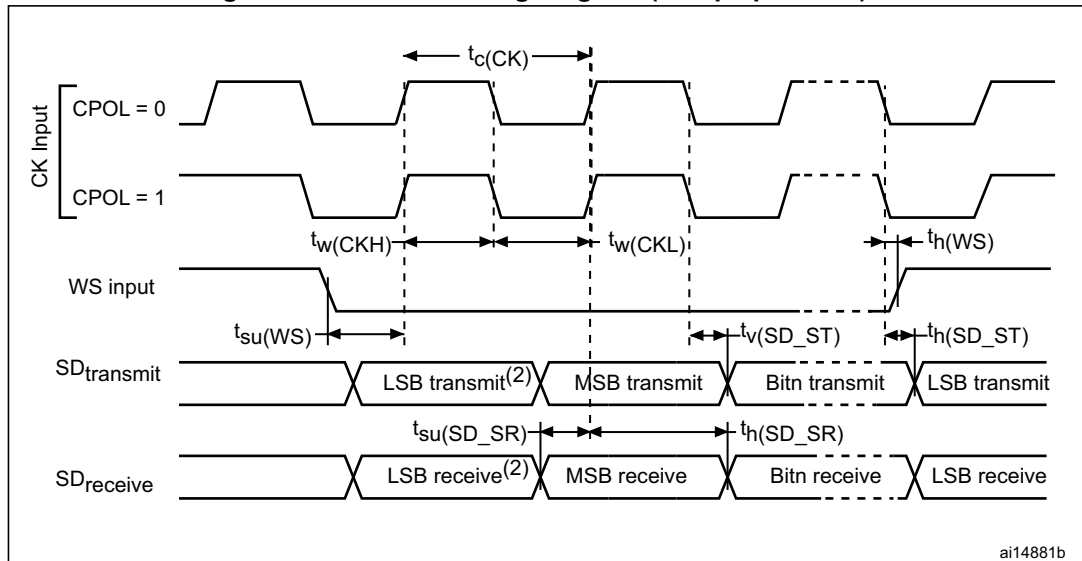 tc(CK)
CK Input
CPOL = 0
CPOL = 1
tw(CKH)
tw(CKL)
th(WS)
WS input
tsu(WS)
tv(SD_ST)
th(SD_ST)
SDtransmit
LSB transmit(2)
MSB transmit
Bitn transmit
LSB transmit
tsu(SD_SR)
th(SD_SR)
SDreceive
LSB receive(2)
MSB receive
Bitn receive
LSB receive
ai14881b